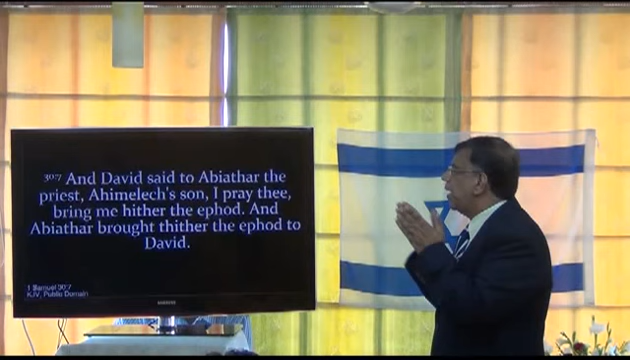 30:7 And David said to Abiathar the
priest, Ahimelech's son, I pray thee,
bring me hither the ephod. And
Abiathar brought thither the ephod to
David.
1 Samuel 30:7
KJV, Public Domain
SAMSUNG